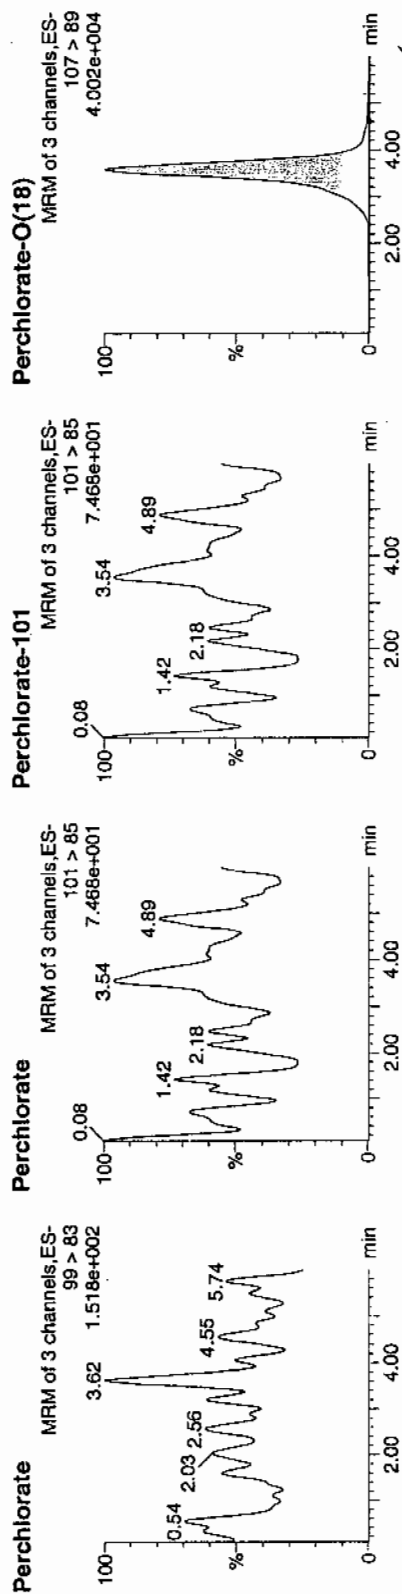 Perchlorate
MRM of 3 channels,ES-
99 > 83
1.518e+002
100
%
0
0.54
2.03
2.56
3.62
4.55
5.74
2.00
4.00
min
Perchlorate
MRM of 3 channels,ES-
101 > 85
7.468e+001
100
%
0
0.08
1.42
2.18
3.54
4.89
2.00
4.00
min
Perchlorate-101
MRM of 3 channels,ES-
101 > 85
7.468e+001
100
%
0
0.08
1.42
2.18
3.54
4.89
2.00
4.00
min
Perchlorate-O(18)
MRM of 3 channels,ES-
107 > 89
4.002e+004
100
%
0
2.00
4.00
min